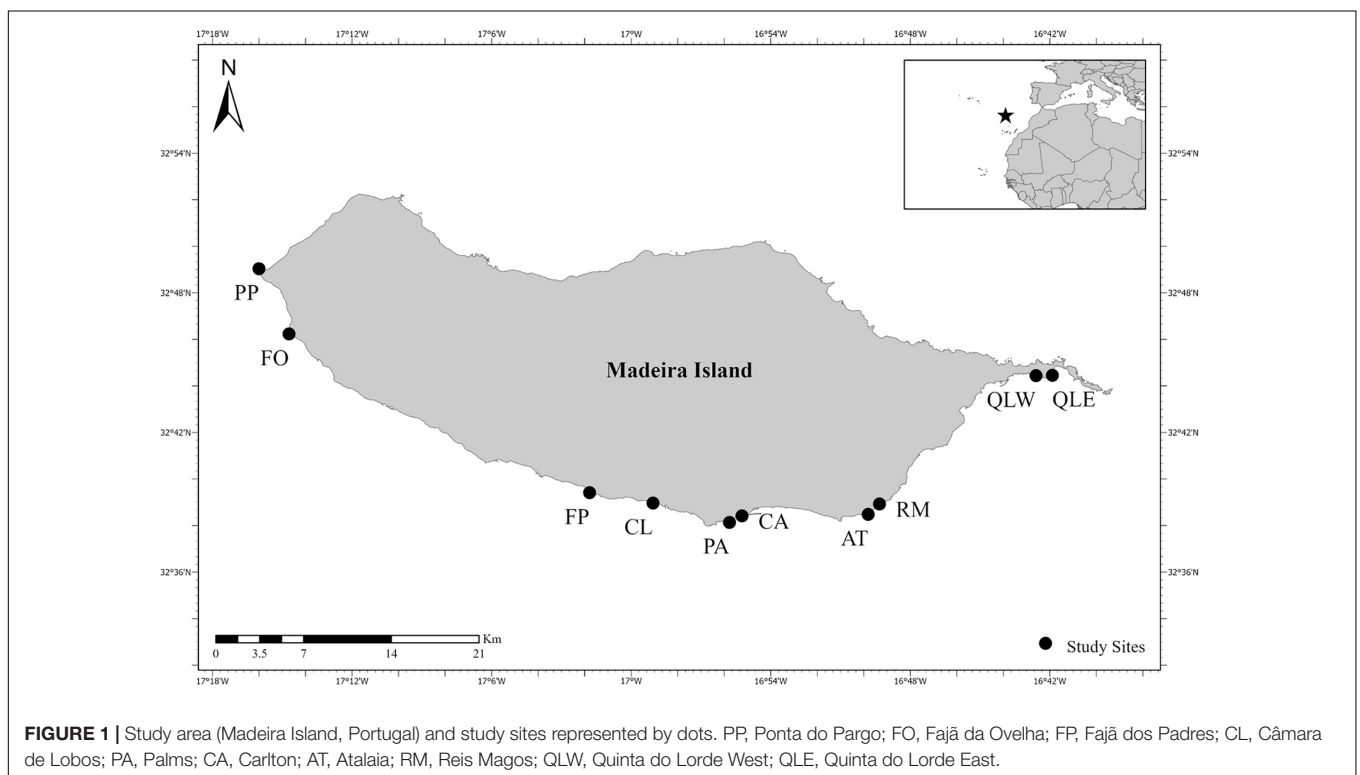 17°18'W 17°12'W 17°6'W 17°W 16°54'W 16°48'W 16°42'W
N
32°54'N 32°54'N
PP
32°48'N 32°48'N
FO
Madeira Island
QLW QLE
32°42'N 32°42'N
FP CL PA CA AT RM
32°36'N 32°36'N
Km
0 3.5 7 14 21
Study Sites
17°18'W 17°12'W 17°6'W 17°W 16°54'W 16°48'W 16°42'W
FIGURE 1 | Study area (Madeira Island, Portugal) and study sites represented by dots. PP, Ponta do Pargo; FO, Fajã da Ovelha; FP, Fajã dos Padres; CL, Câmara
de Lobos; PA, Palms; CA, Carlton; AT, Atalaia; RM, Reis Magos; QLW, Quinta do Lorde West; QLE, Quinta do Lorde East.